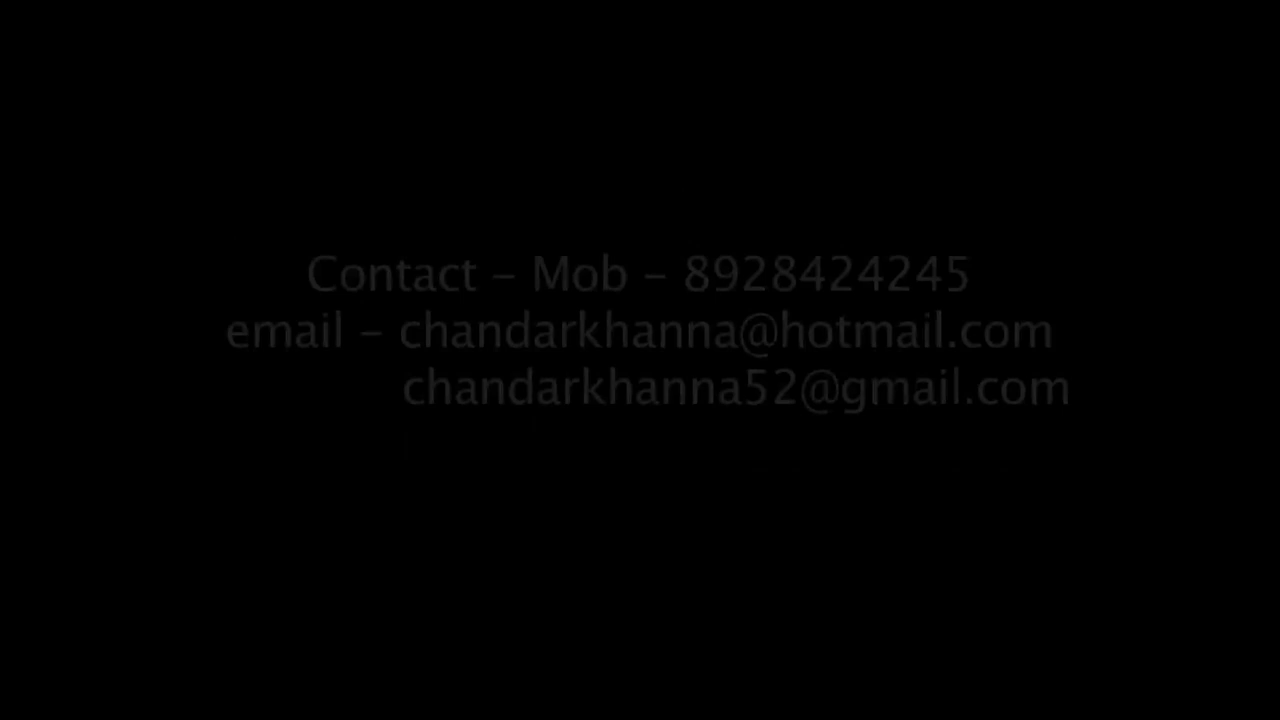 Contact – Mob – 8928424245
email – chandarkhanna@hotmail.com
chandarkhanna52@gmail.com